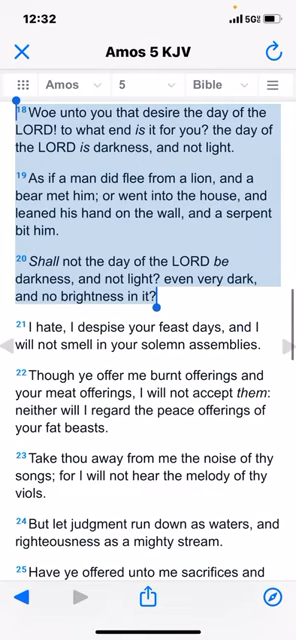 12:32
5G
Amos 5 KJV
Amos 5 Bible
18 Woe unto you that desire the day of the
LORD! to what end is it for you? the day of
the LORD is darkness, and not light.
19 As if a man did flee from a lion, and a
bear met him; or went into the house, and
leaned his hand on the wall, and a serpent
bit him.
20 Shall not the day of the LORD be
darkness, and not light? even very dark,
and no brightness in it?
21 I hate, I despise your feast days, and I
will not smell in your solemn assemblies.
22 Though ye offer me burnt offerings and
your meat offerings, I will not accept them:
neither will I regard the peace offerings of
your fat beasts.
23 Take thou away from me the noise of thy
songs; for I will not hear the melody of thy
viols.
24 But let judgment run down as waters, and
righteousness as a mighty stream.
25 Have ye offered unto me sacrifices and